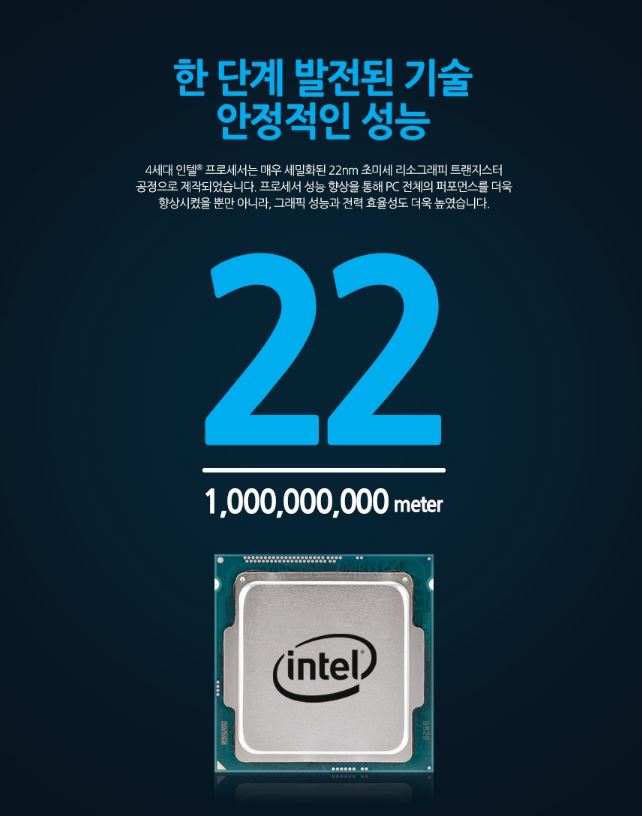 한 단계 발전된 기술
안정적인 성능
4세대 인텔® 프로세서는 매우 세밀화된 22nm 초미세 리소그래피 트랜지스터
공정으로 제작되었습니다. 프로세서 성능 향상을 통해 PC 전체의 퍼포먼스를 더욱
향상시켰을 뿐만 아니라, 그래픽 성능과 전력 효율성도 더욱 높였습니다.
22
1,000,000,000 meter
intel